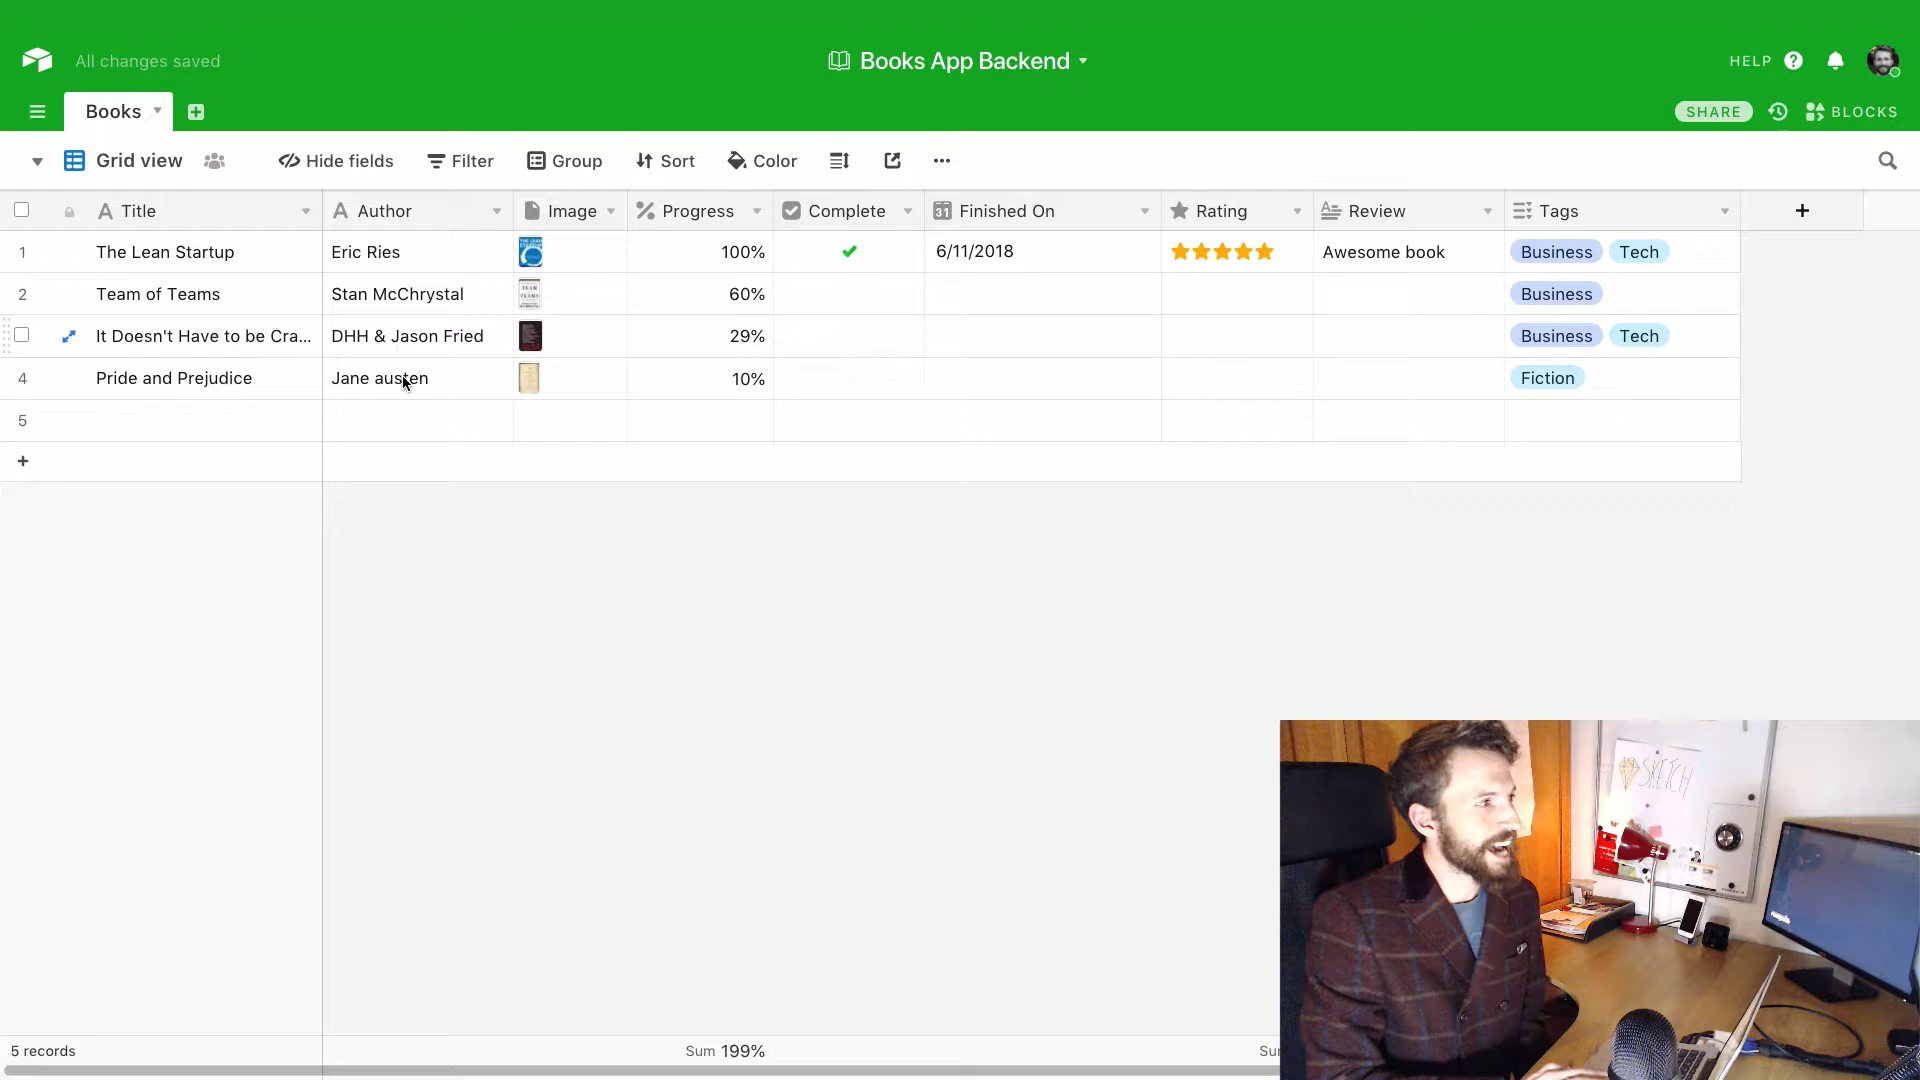 All changes saved
Books App Backend
HELP
Books
SHARE
BLOCKS
Grid view
Hide fields
Filter
Group
Sort
Color
Title Author Image Progress Complete 31 Finished On Rating Review Tags
1 The Lean Startup Eric Ries 100% 6/11/2018 Awesome book Business Tech
2 Team of Teams Stan McChrystal 60% Business
It Doesn't Have to be Cra... DHH & Jason Fried 29% Business Tech
4 Pride and Prejudice Jane austen 10% Fiction
5
+
SKETCH
5 records
Sum 199%